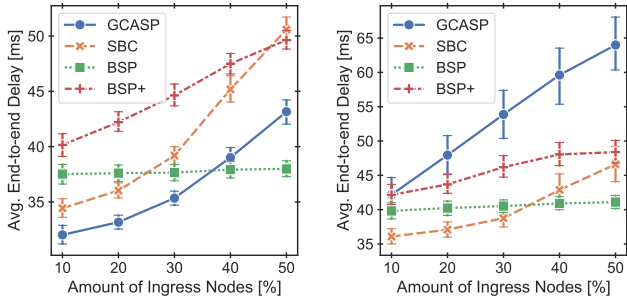 Avg. End-to-end Delay [ms]
50
45
40
35
10 20 30 40 50
Amount of Ingress Nodes [%]
GCASP
SBC
BSP
BSP+
Avg. End-to-end Delay [ms]
65
60
55
50
45
40
35
10 20 30 40 50
Amount of Ingress Nodes [%]
GCASP
SBC
BSP
BSP+